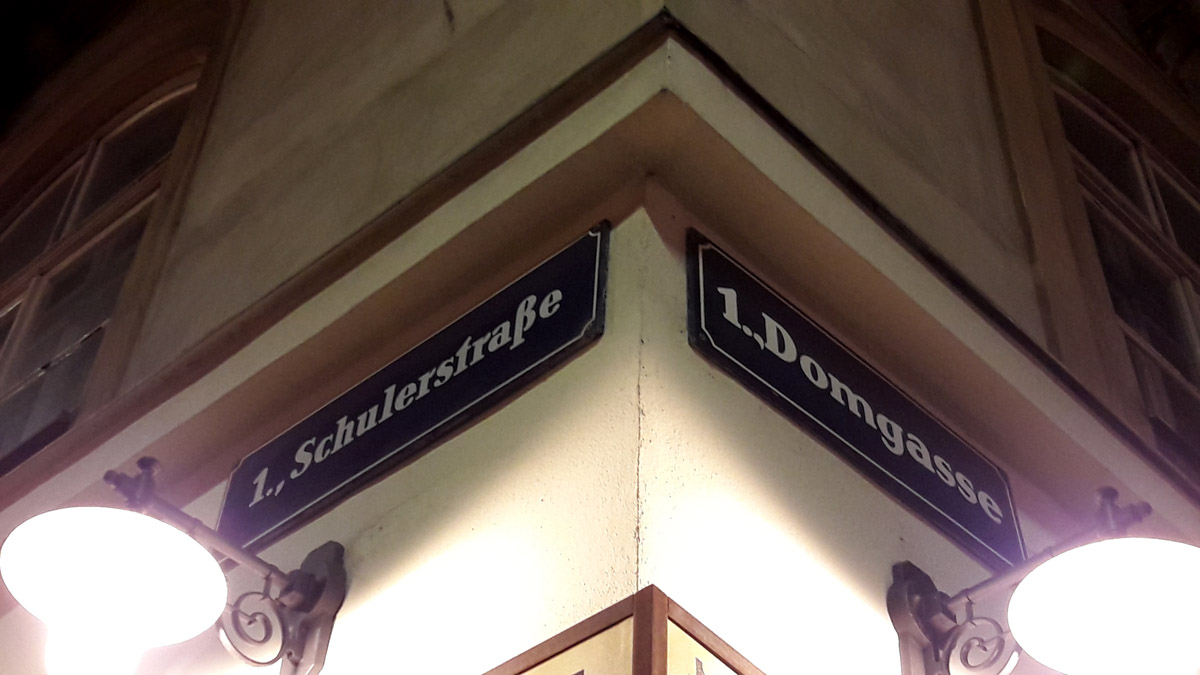 1., Schulerstraße
1., Domgasse